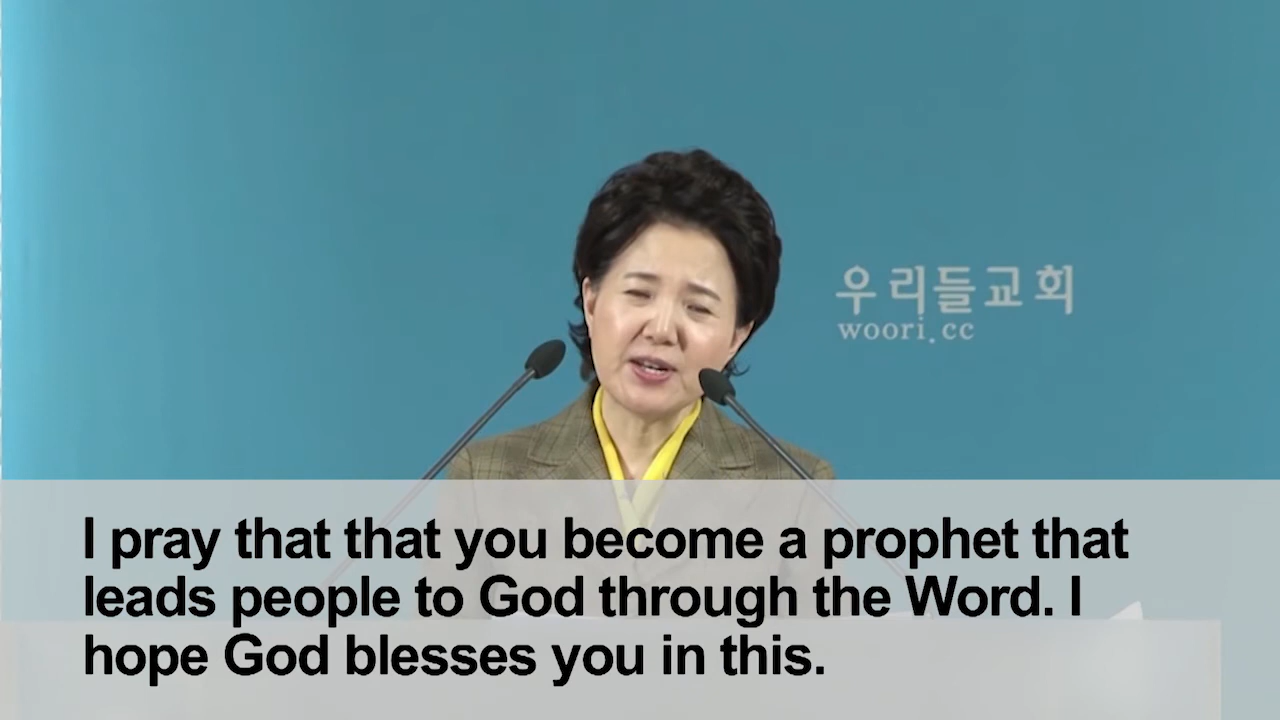 우리들교회
woori.cc
I pray that that you become a prophet that
leads people to God through the Word. I
hope God blesses you in this.